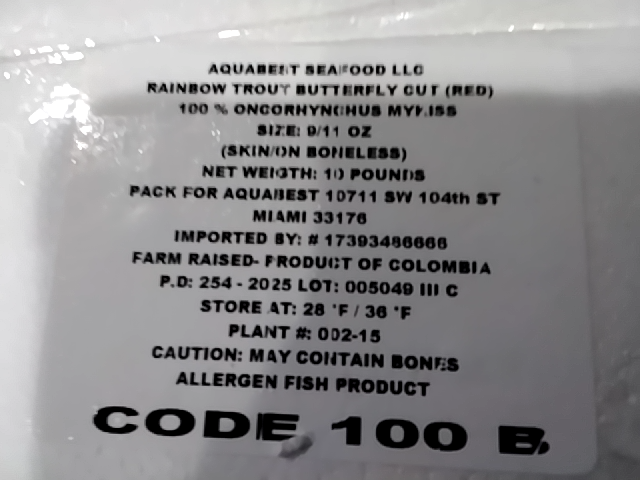 AQUABEST SEAFOOD LLC
RAINBOW TROUT BUTTERFLY CUT (RED)
100 % ONCORHYNCHUS MYKISS
SIZE: 9/11 OZ
(SKIN/ON BONELESS)
NET WEIGTH: 10 POUNDS
PACK FOR AQUABEST 10711 SW 104th ST
MIAMI 33176
IMPORTED BY: # 17393486666
FARM RAISED- PRODUCT OF COLOMBIA
P.D: 254 - 2025 LOT: 005049 III C
STORE AT: 28 °F / 36 °F
PLANT #: 002-15
CAUTION: MAY CONTAIN BONES
ALLERGEN FISH PRODUCT
CODE 100 B